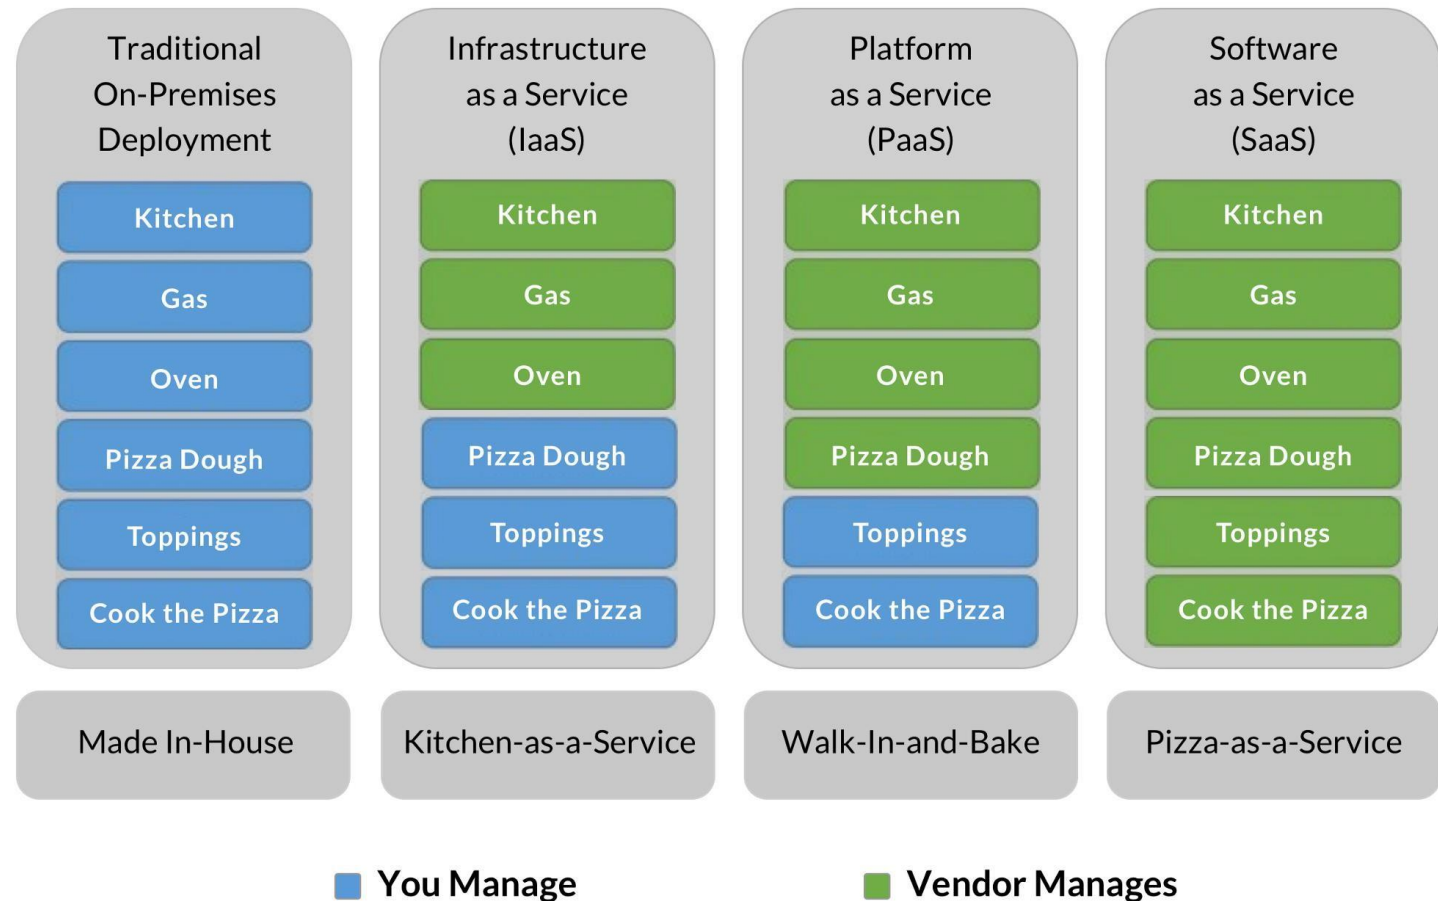 Traditional
On-Premises
Deployment
Kitchen
Gas
Oven
Pizza Dough
Toppings
Cook the Pizza
Made In-House
Infrastructure
as a Service
(IaaS)
Kitchen
Gas
Oven
Pizza Dough
Toppings
Cook the Pizza
Kitchen-as-a-Service
Platform
as a Service
(PaaS)
Kitchen
Gas
Oven
Pizza Dough
Toppings
Cook the Pizza
Walk-In-and-Bake
Software
as a Service
(SaaS)
Kitchen
Gas
Oven
Pizza Dough
Toppings
Cook the Pizza
Pizza-as-a-Service
You Manage
Vendor Manages